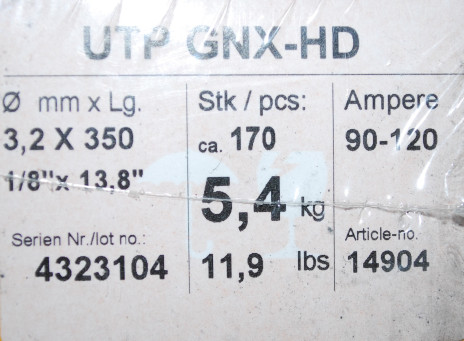 UTP GNX-HD
Ø mm x Lg.
3,2 X 350
1/8"x 13,8"
Stk / pcs:
ca. 170
5,4 kg
11,9 lbs
Ampere
90-120
Serien Nr./lot no.:
4323104
Article-no.
14904